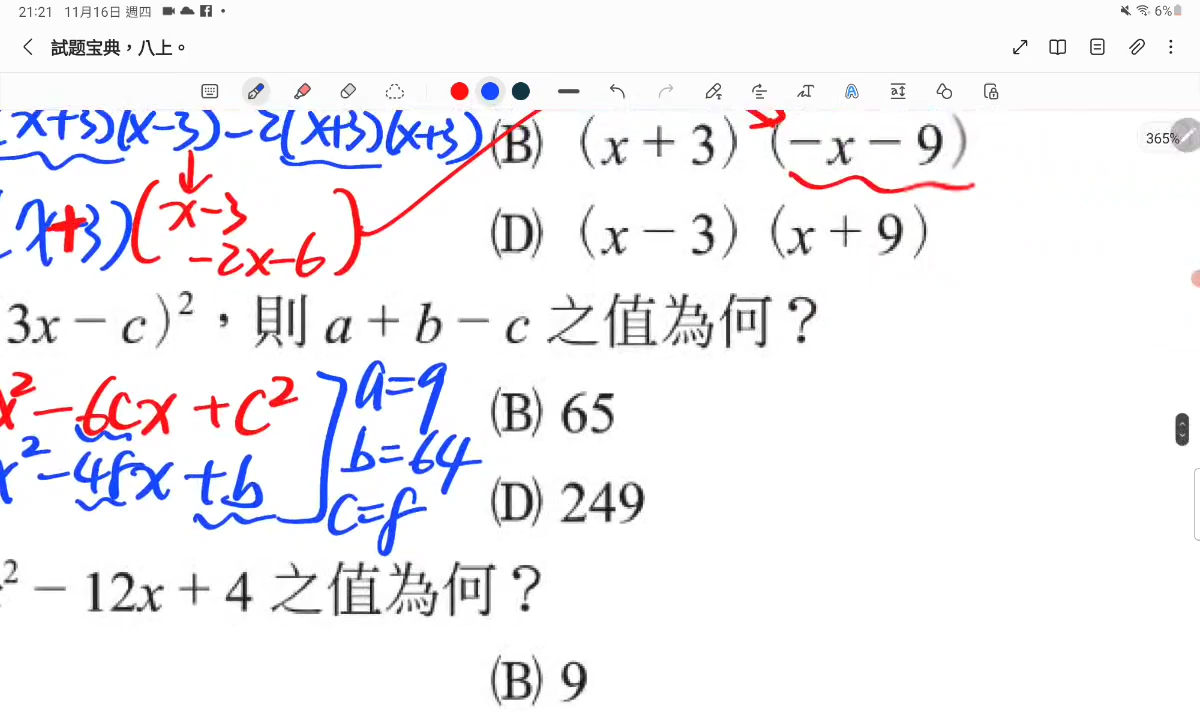 21:21 11月16日 週四 6%
試题宝典，八上。
365%
(x+3)(x-3)-2(x+3)(x+3)
(B) (x+3) (-x-9)
(x+3)(x-3
-2x-6)
(D) (x-3) (x+9)
3x-c)²，則 a+b-c 之值為何？
x²-6cx+c² a=9
(B) 65
x²-48x+b b=64
c=8
(D) 249
² - 12x + 4 之值為何？
(B) 9